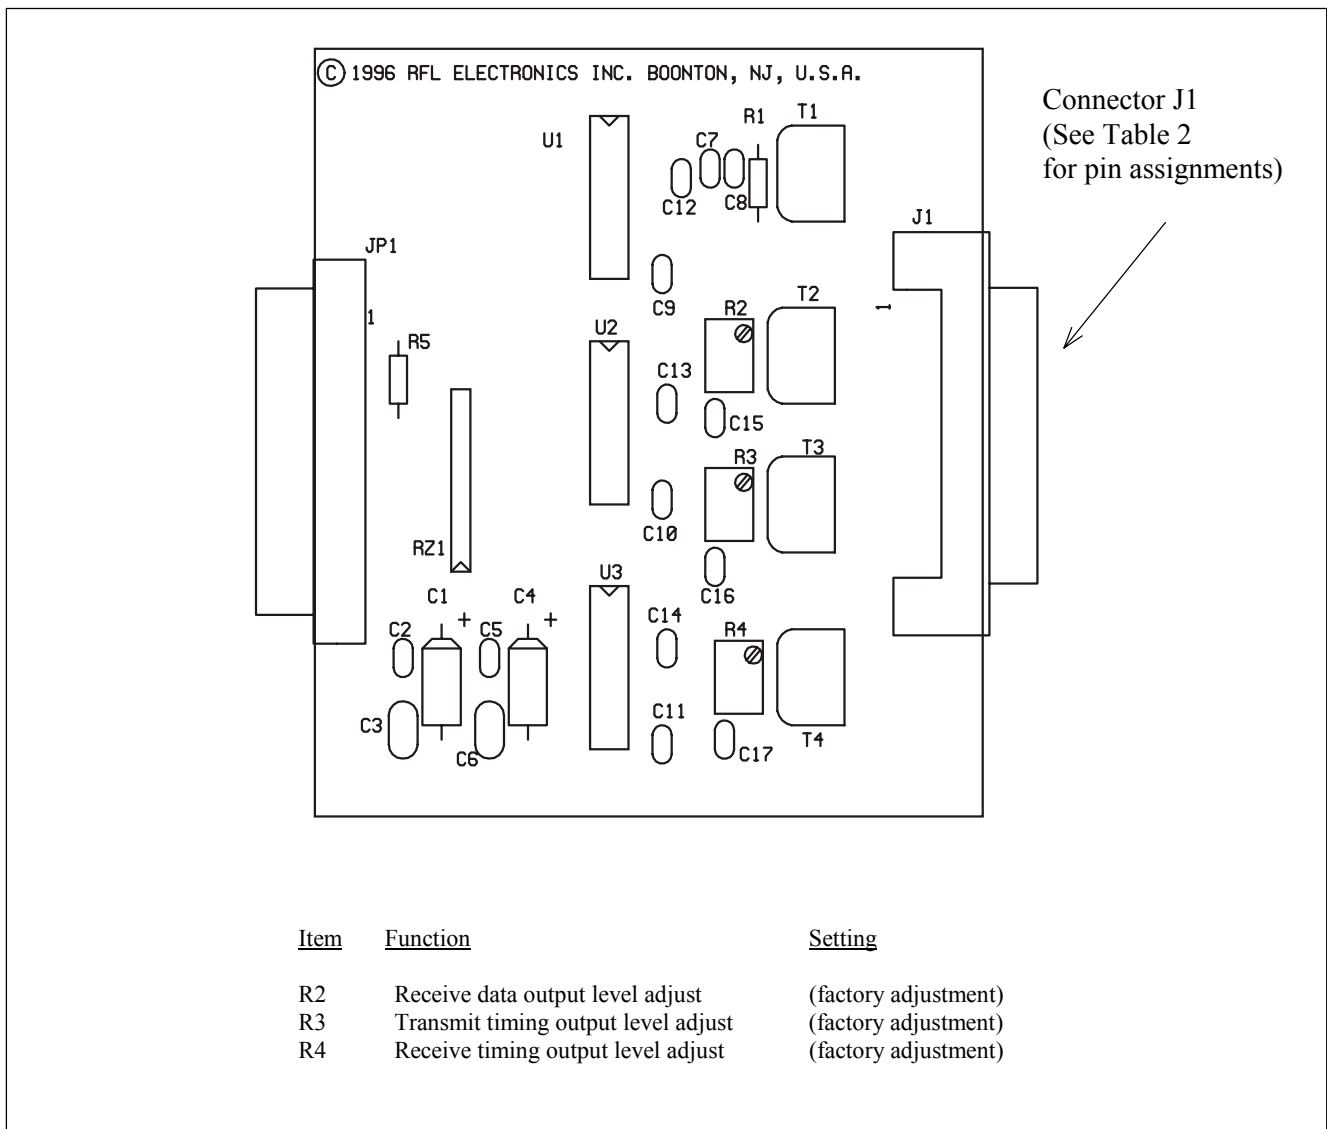 © 1996 RFL ELECTRONICS INC. BOONTON, NJ, U.S.A.
Connector J1
(See Table 2
for pin assignments)
T1
R1
U1
C7
C12
C8
J1
JP1
C9
T2
R2
1
1
U2
R5
C13
C15
T3
R3
C10
RZ1
U3
C16
C1
C4
C14
+
+
C2
C5
R4
C11
C3
C6
C17
T4
Item Function Setting
R2 Receive data output level adjust (factory adjustment)
R3 Transmit timing output level adjust (factory adjustment)
R4 Receive timing output level adjust (factory adjustment)